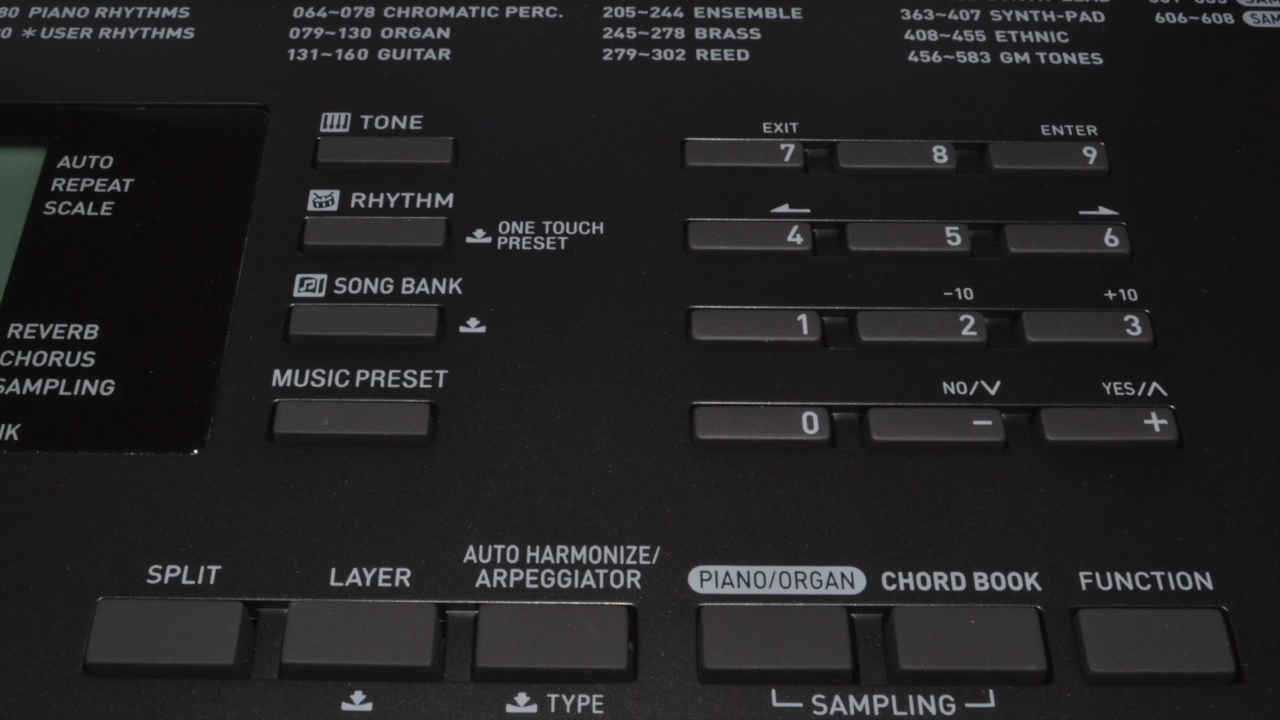 80 PIANO RHYTHMS
0 *USER RHYTHMS
064~078 CHROMATIC PERC.
079~130 ORGAN
131~160 GUITAR
205~244 ENSEMBLE
245~278 BRASS
279~302 REED
363~407 SYNTH-PAD
408~455 ETHNIC
456~583 GM TONES
606~608 SAM
AUTO
REPEAT
SCALE
REVERB
CHORUS
SAMPLING
TONE
RHYTHM
ONE TOUCH
PRESET
SONG BANK
MUSIC PRESET
EXIT
ENTER
7 8 9
4 5 6
-10 +10
1 2 3
NO/∨ YES/∧
0 - +
SPLIT
LAYER
AUTO HARMONIZE/
ARPEGGIATOR
PIANO/ORGAN
CHORD BOOK
FUNCTION
TYPE
SAMPLING